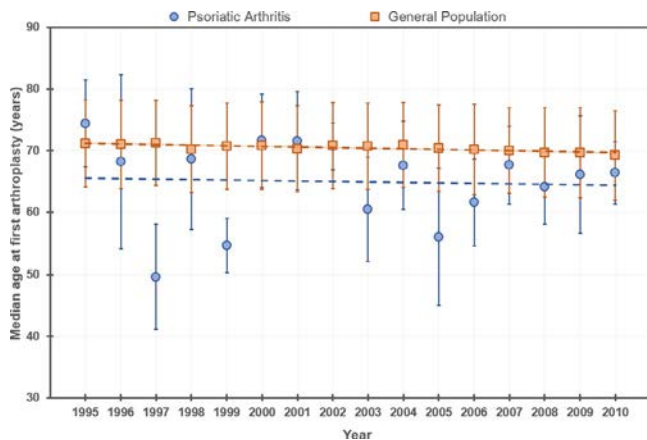 Psoriatic Arthritis General Population
Median age at first arthroplasty (years)
90
80
70
60
50
40
30
1995 1996 1997 1998 1999 2000 2001 2002 2003 2004 2005 2006 2007 2008 2009 2010
Year